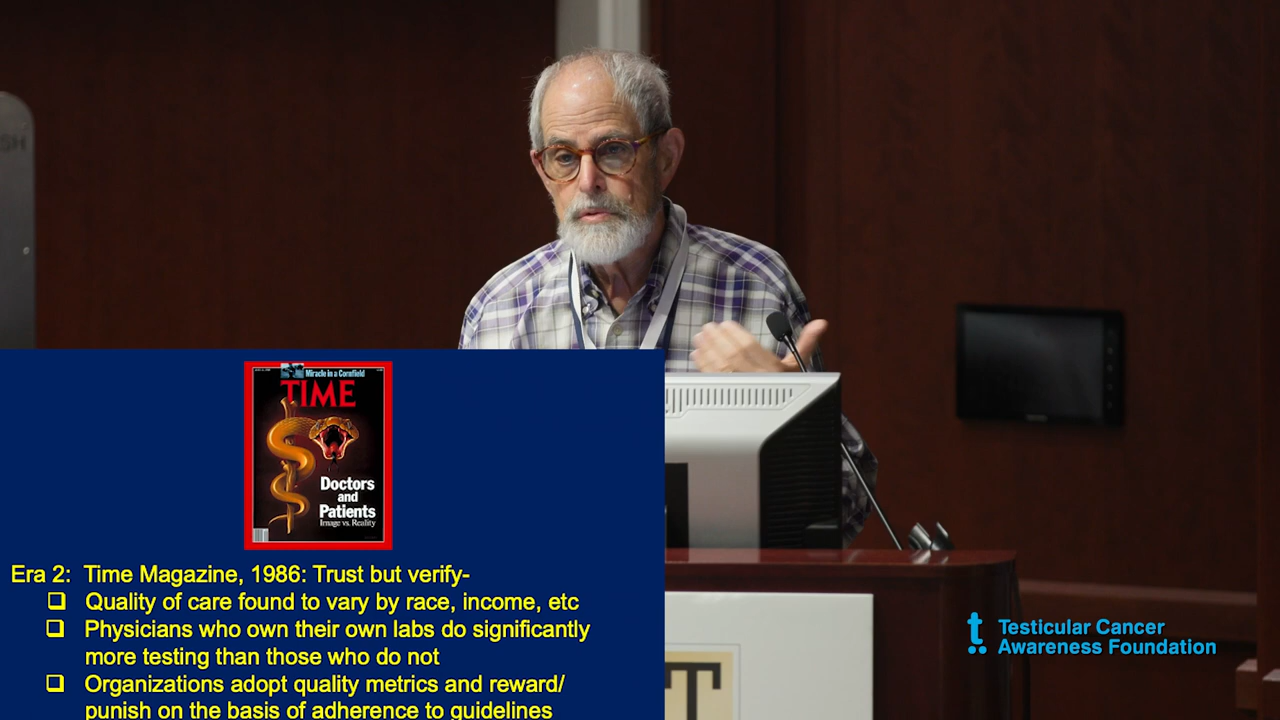 SH
Miracle in a Cornfield
TIME
Doctors
and
Patients
Image vs. Reality
Era 2: Time Magazine, 1986: Trust but verify-
❑ Quality of care found to vary by race, income, etc
❑ Physicians who own their own labs do significantly
more testing than those who do not
❑ Organizations adopt quality metrics and reward/
punish on the basis of adherence to guidelines
T
Testicular Cancer
Awareness Foundation